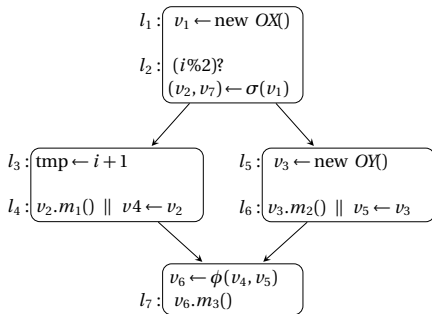 l₁: v₁ ← new OX()
l₂: (i%2)?
(v₂, v₇) ← σ(v₁)
l₃: tmp ← i + 1
l₄: v₂.m₁() || v4 ← v₂
l₅: v₃ ← new OY()
l₆: v₃.m₂() || v₅ ← v₃
v₆ ← ϕ(v₄, v₅)
l₇: v₆.m₃()